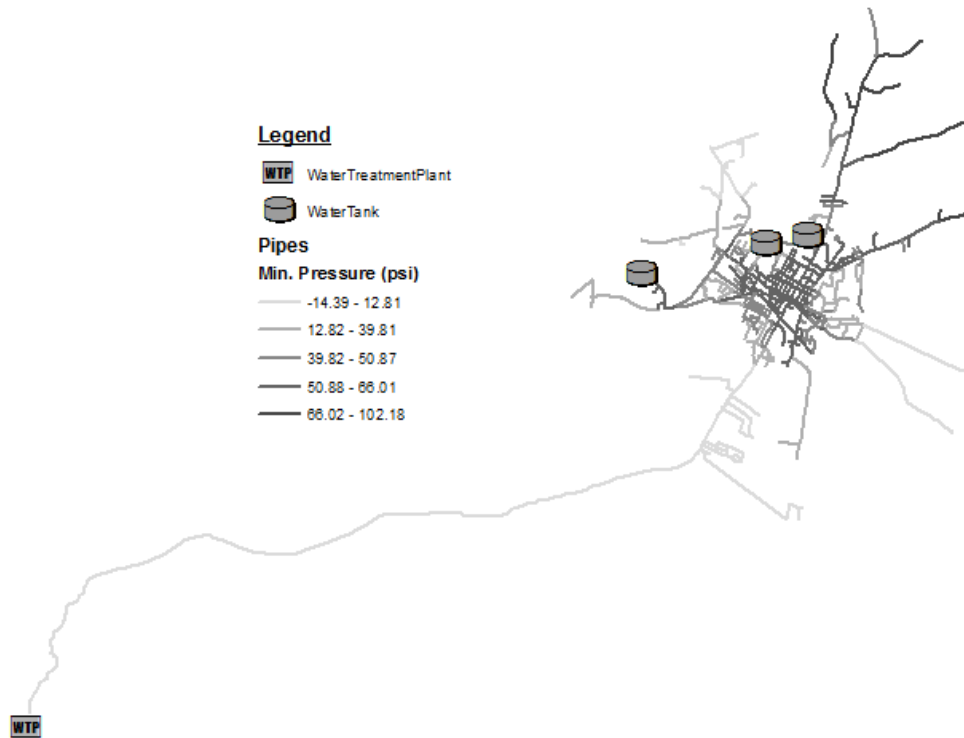 Legend
WTP WaterTreatmentPlant
WaterTank
Pipes
Min. Pressure (psi)
-14.39 - 12.81
12.82 - 39.81
39.82 - 50.87
50.88 - 66.01
66.02 - 102.18
WTP